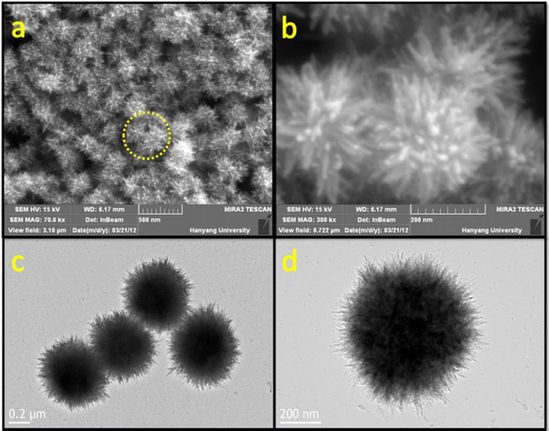 a
SEM HV: 15 kV WD: 6.17 mm MIRA3 TESCAN
SEM MAG: 70.0 kx Det: InBeam 500 nm
View field: 3.10 µm Date(m/d/y): 03/21/12 Hanyang University
b
SEM HV: 15 kV WD: 6.17 mm MIRA3 TESCAN
SEM MAG: 300 kx Det: InBeam 200 nm
View field: 0.722 µm Date(m/d/y): 03/21/12 Hanyang University
c
0.2 µm
d
200 nm